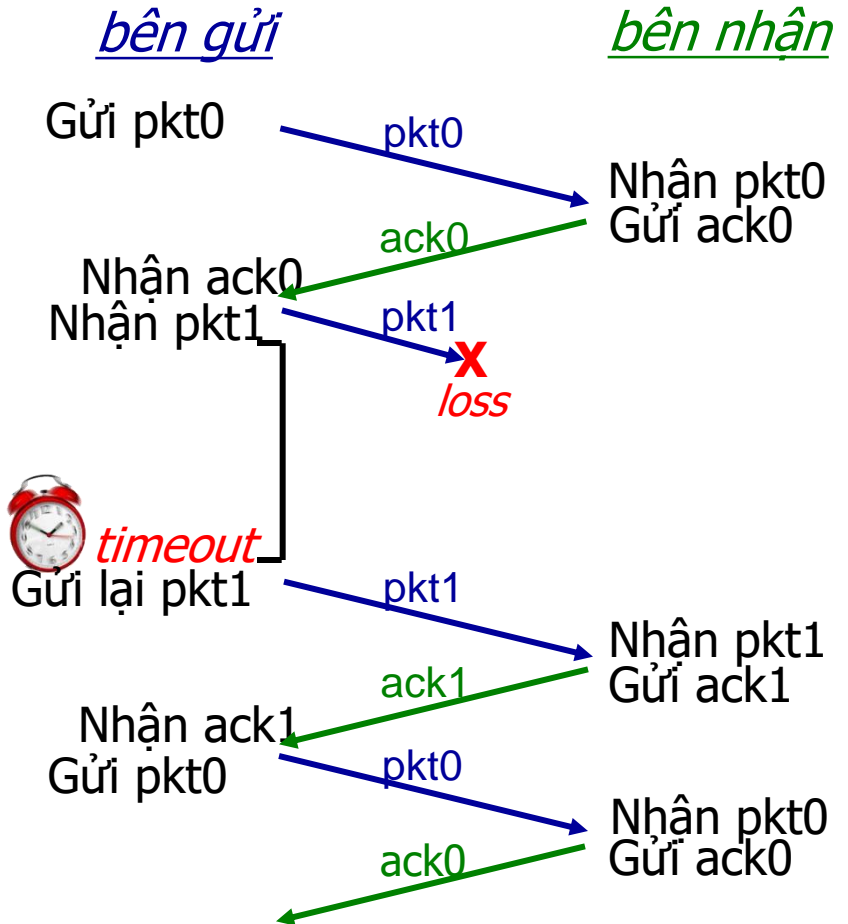 bên gửi
bên nhận
Gửi pkt0
pkt0
Nhận pkt0
Gửi ack0
ack0
Nhận ack0
Nhận pkt1
pkt1
X
loss
timeout
Gửi lại pkt1
pkt1
Nhận pkt1
Gửi ack1
ack1
Nhận ack1
Gửi pkt0
pkt0
Nhận pkt0
Gửi ack0
ack0